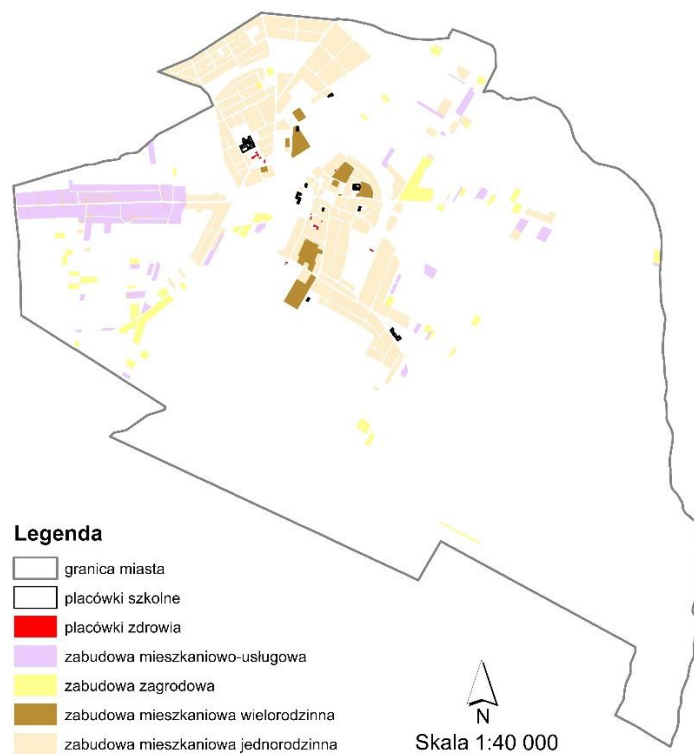 Legenda
granica miasta
placówki szkolne
placówki zdrowia
zabudowa mieszkaniowo-usługowa
zabudowa zagrodowa
zabudowa mieszkaniowa wielorodzinna
zabudowa mieszkaniowa jednorodzinna
N
Skala 1:40 000